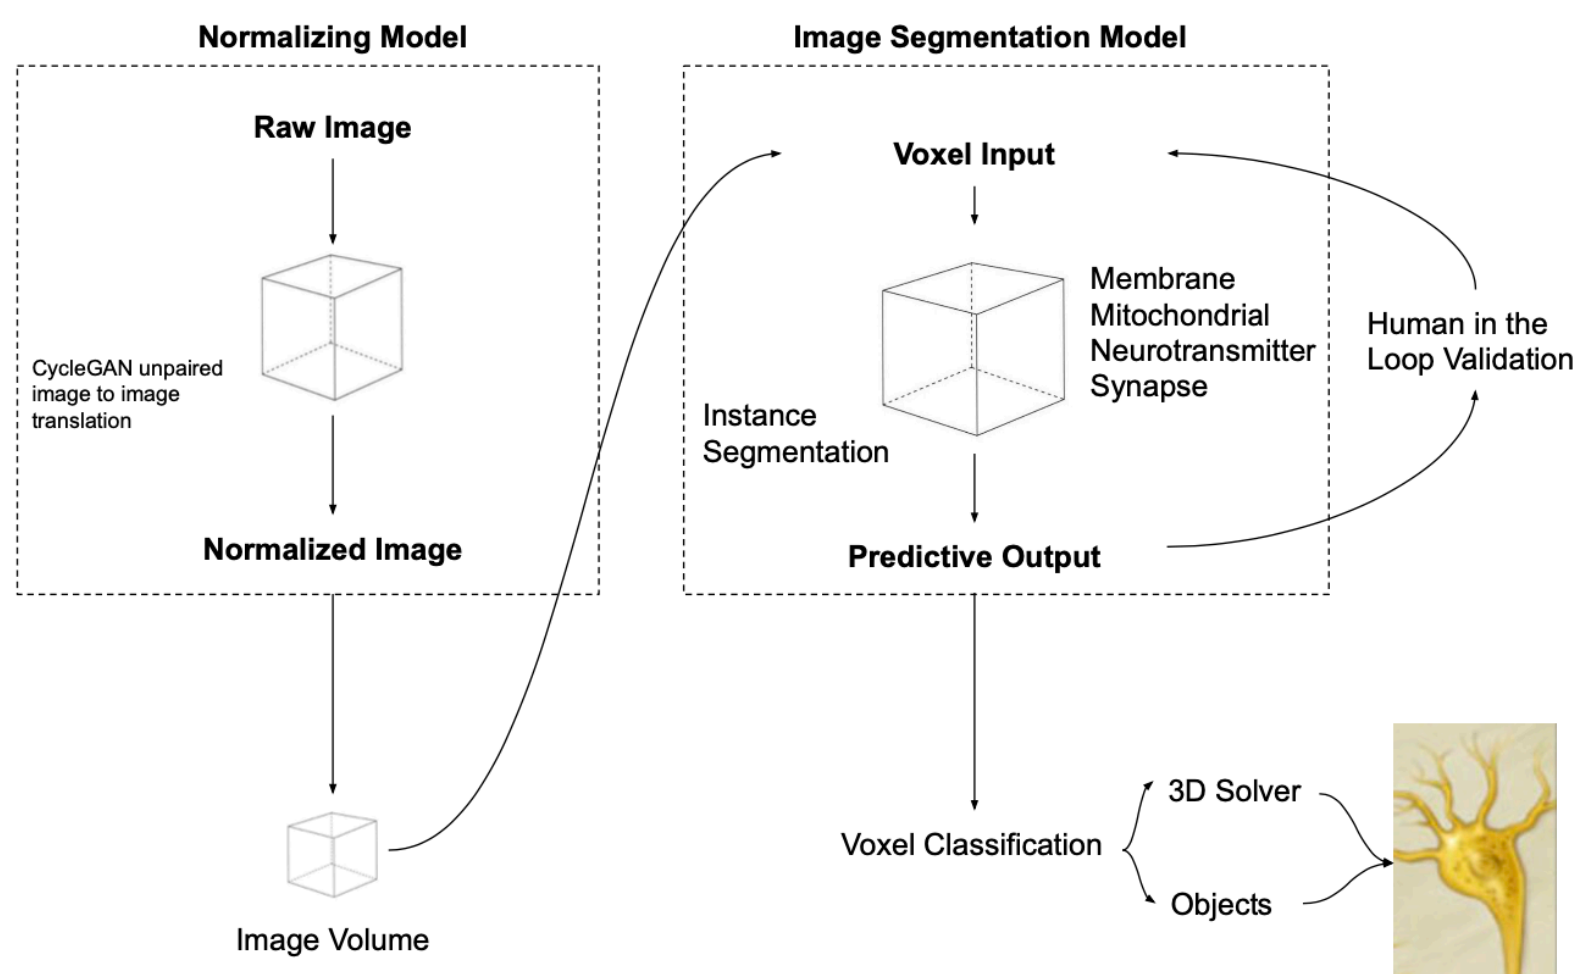 Normalizing Model
Raw Image
CycleGAN unpaired
image to image
translation
Normalized Image
Image Volume
Image Segmentation Model
Voxel Input
Membrane
Mitochondrial
Neurotransmitter
Synapse
Instance
Segmentation
Predictive Output
Human in the
Loop Validation
Voxel Classification
3D Solver
Objects